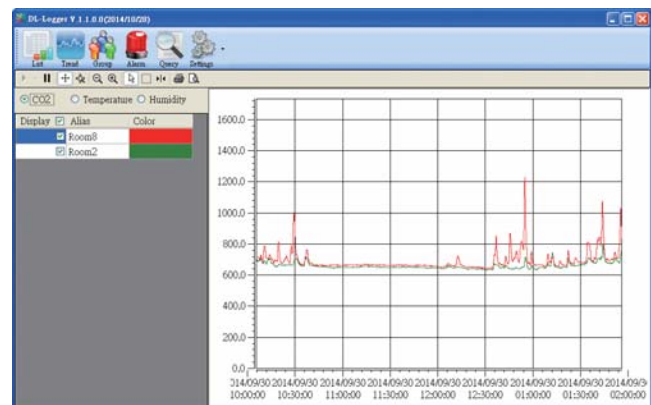 DL-Logger V 1.1.0.0(2014/10/20)
List Trend Group Alarm Query Settings
CO2 Temperature Humidity
Display Alias Color
Room8
Room2
1600.0
1400.0
1200.0
1000.0
800.0
600.0
400.0
200.0
0.0
014/09/30 2014/09/30 2014/09/30 2014/09/30 2014/09/30 2014/09/30 2014/09/30 2014/09/30 2014/09/3
10:00:00 10:30:00 11:00:00 11:30:00 12:00:00 12:30:00 01:00:00 01:30:00 02:00:00